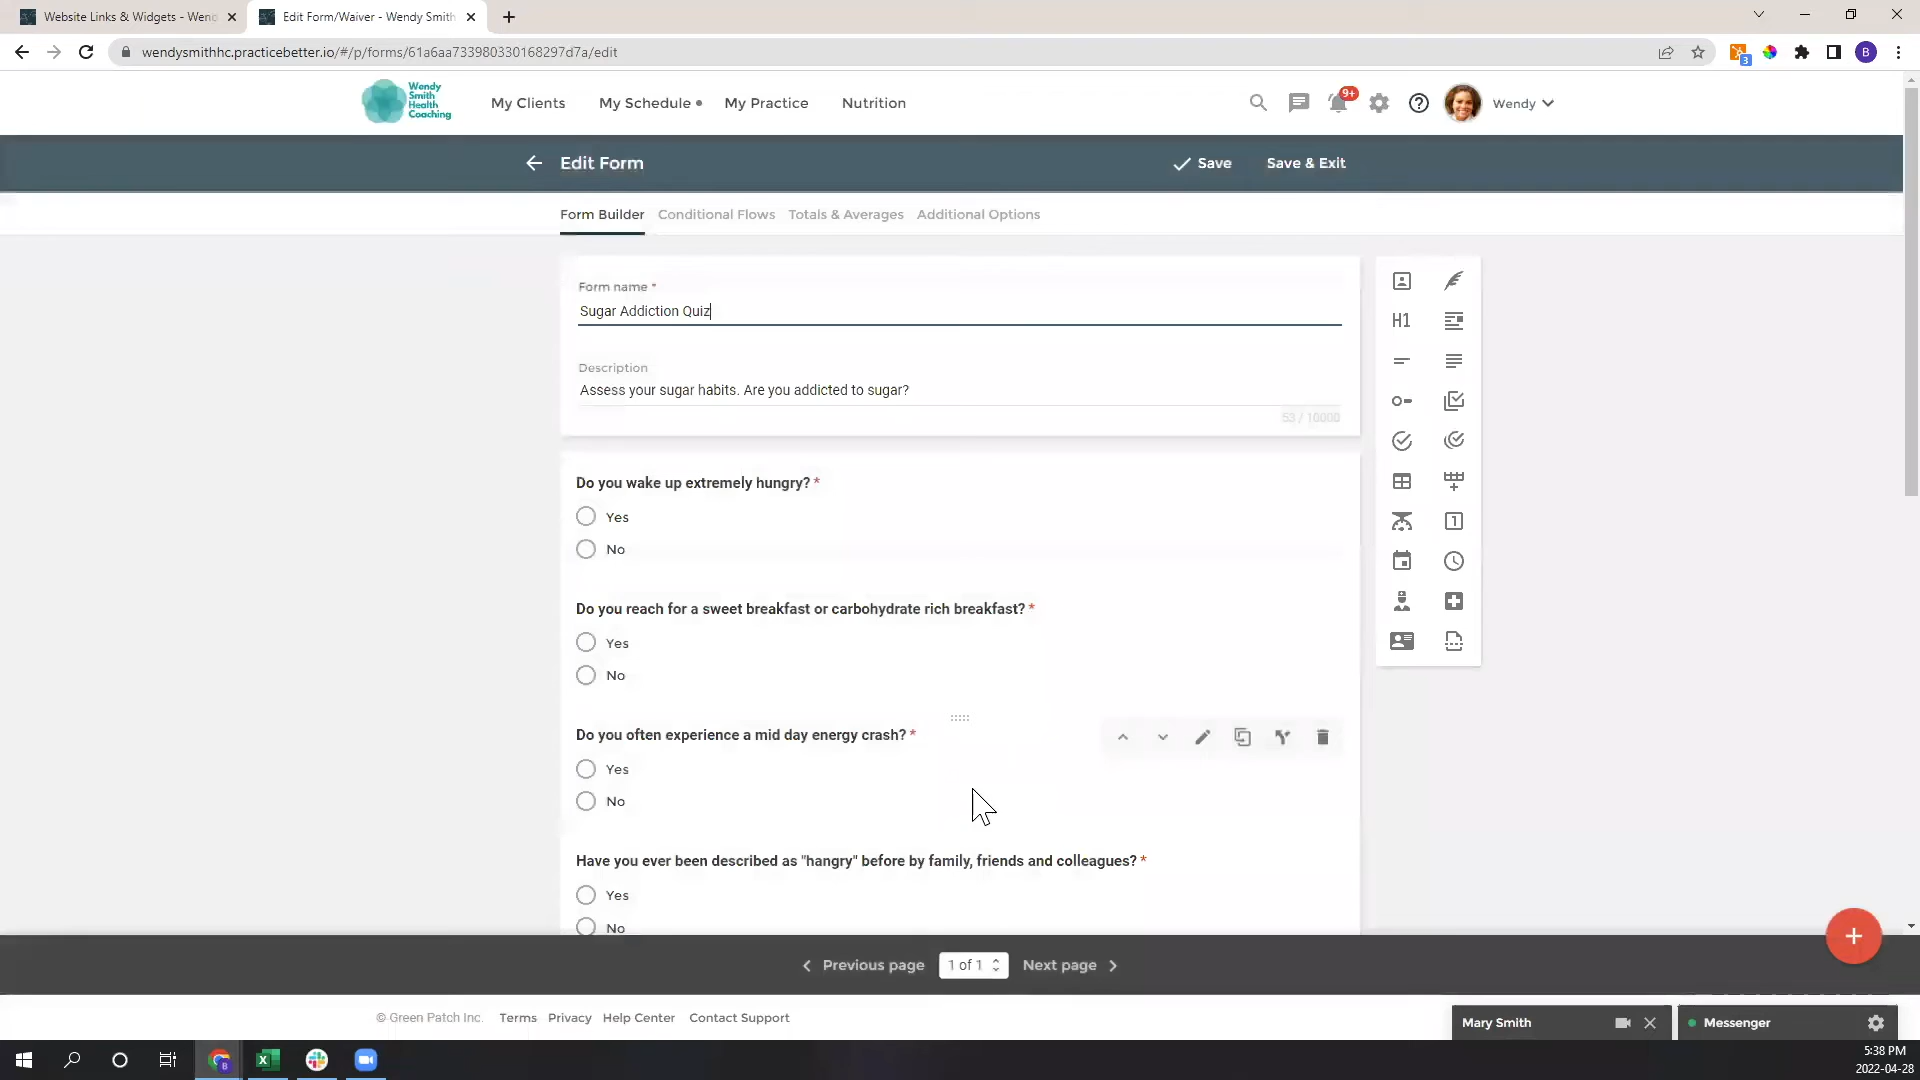 Website Links & Widgets - Wend
Edit Form/Waiver - Wendy Smith
wendysmithhc.practicebetter.io/#/p/forms/61a6aa733980330168297d7a/edit
3
B
Wendy
Smith
Health
Coaching
My Clients
My Schedule
My Practice
Nutrition
9+
Wendy
Edit Form
Save
Save & Exit
Form Builder
Conditional Flows
Totals & Averages
Additional Options
Form name *
Sugar Addiction Quiz
Description
Assess your sugar habits. Are you addicted to sugar?
53 / 10000
H1
1
Do you wake up extremely hungry? *
Yes
No
Do you reach for a sweet breakfast or carbohydrate rich breakfast? *
Yes
No
Do you often experience a mid day energy crash? *
Yes
No
Have you ever been described as "hangry" before by family, friends and colleagues? *
Yes
No
Previous page
1 of 1
Next page
© Green Patch Inc.
Terms
Privacy
Help Center
Contact Support
Mary Smith
Messenger
5:38 PM
2022-04-28